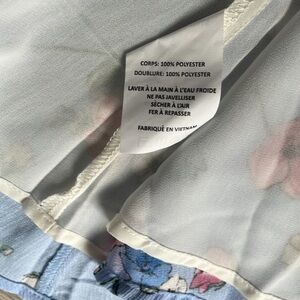 CORPS: 100% POLYESTER
DOUBLURE: 100% POLYESTER
LAVER À LA MAIN À L'EAU FROIDE
NE PAS JAVELLISER
SÉCHER À L'AIR
FER À REPASSER
FABRIQUÉ EN VIETNAM